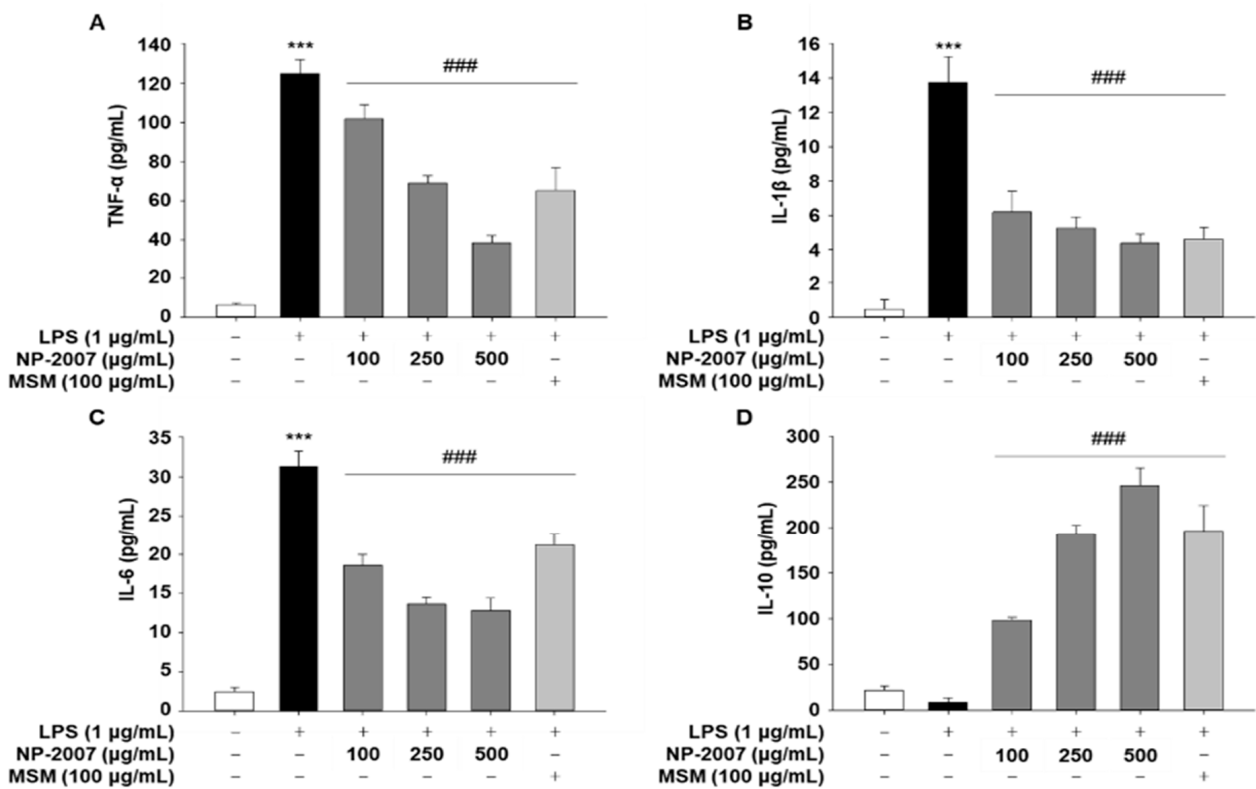 A
TNF-α (pg/mL)
140
120
100
80
60
40
20
0
***
###
LPS (1 µg/mL) – + + + + +
NP-2007 (µg/mL) – – 100 250 500 –
MSM (100 µg/mL) – – – – – +
B
IL-1β (pg/mL)
16
14
12
10
8
6
4
2
0
***
###
LPS (1 µg/mL) – + + + + +
NP-2007 (µg/mL) – – 100 250 500 –
MSM (100 µg/mL) – – – – – +
C
IL-6 (pg/mL)
35
30
25
20
15
10
5
0
***
###
LPS (1 µg/mL) – + + + + +
NP-2007 (µg/mL) – – 100 250 500 –
MSM (100 µg/mL) – – – – – +
D
IL-10 (pg/mL)
300
250
200
150
100
50
0
###
LPS (1 µg/mL) – + + + + +
NP-2007 (µg/mL) – – 100 250 500 –
MSM (100 µg/mL) – – – – – +